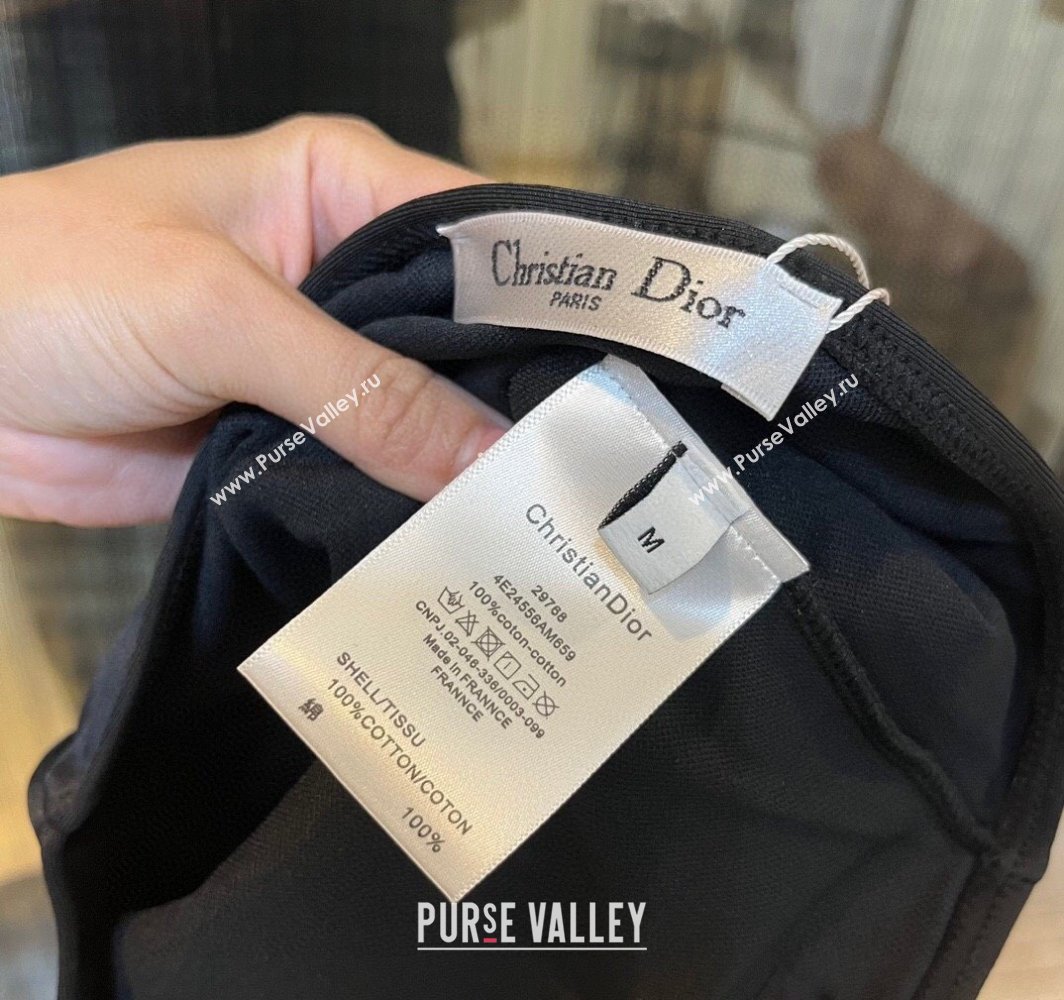 Christian Dior
PARIS
www.PurseValley.ru
www.PurseValley.ru
M
ChristianDior
29768
4E24556AM659
100%coton-cotton
CNPJ.02-046-336/0003-099
Made in FRANNCE
FRANNCE
SHELL/TISSU
100%COTTON/COTON
綿
100%
PURSE VALLEY